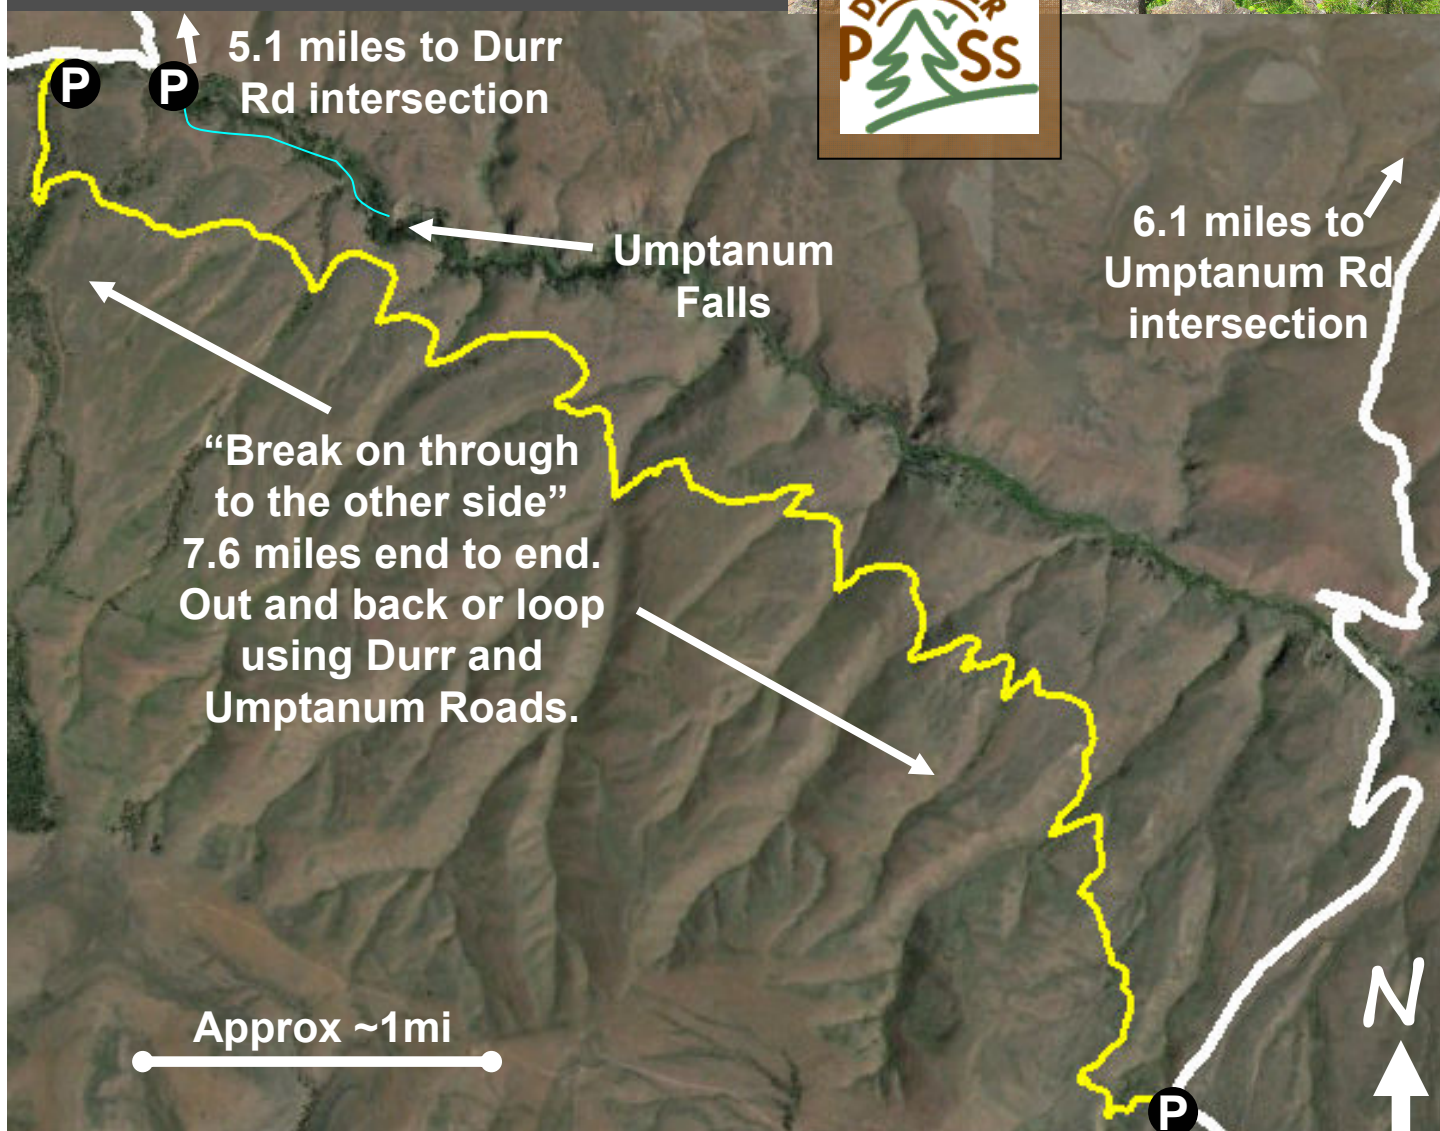 PASS
5.1 miles to Durr
Rd intersection
P
P
6.1 miles to
Umptanum Rd
intersection
Umptanum
Falls
“Break on through
to the other side”
7.6 miles end to end.
Out and back or loop
using Durr and
Umptanum Roads.
Approx ~1mi
N
P